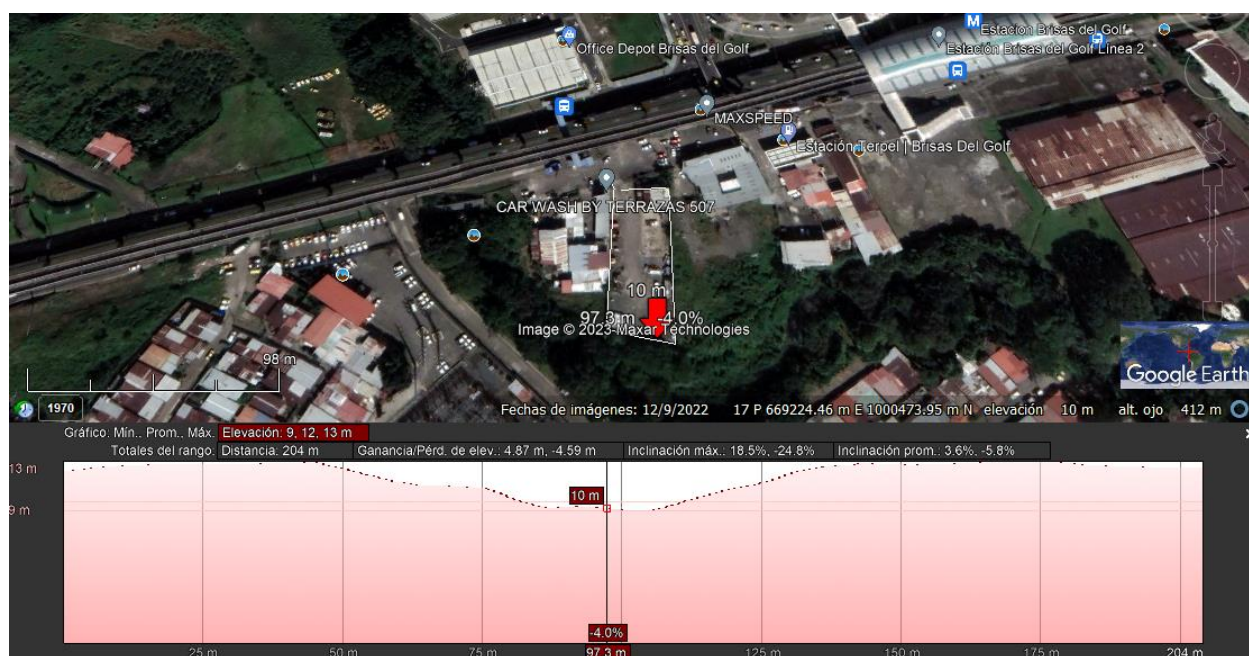 Office Depot Brisas del Golf
M
Estación Brisas del Golf
Estación Brisas del Golf Línea 2
MAXSPEED
Estación Terpel | Brisas Del Golf
CAR WASH BY TERRAZAS 507
10 m
97.3 m -4.0%
Image © 2023 Maxar Technologies
98 m
Google Earth
1970
Fechas de imágenes: 12/9/2022 17 P 669224.46 m E 1000473.95 m N elevación 10 m alt. ojo 412 m
Gráfico: Mín., Prom., Máx. Elevación: 9, 12, 13 m
Totales del rango: Distancia: 204 m Ganancia/Pérd. de elev.: 4.87 m, -4.59 m Inclinación máx.: 18.5%, -24.8% Inclinación prom.: 3.6%, -5.8%
13 m
10 m
9 m
-4.0%
25 m 50 m 75 m 97.3 m 125 m 150 m 175 m 204 m